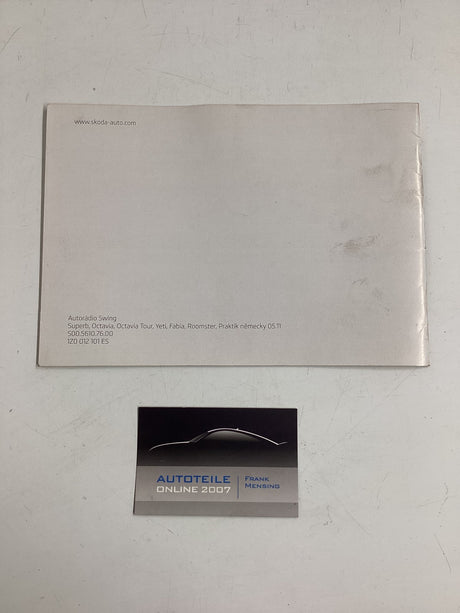 www.skoda-auto.com
Autorádio Swing
Superb, Octavia, Octavia Tour, Yeti, Fabia, Roomster, Praktik německy 05.11
S00.5610.76.00
1Z0 012 101 ES
AUTOTEILE
ONLINE 2007
Frank
Mensing